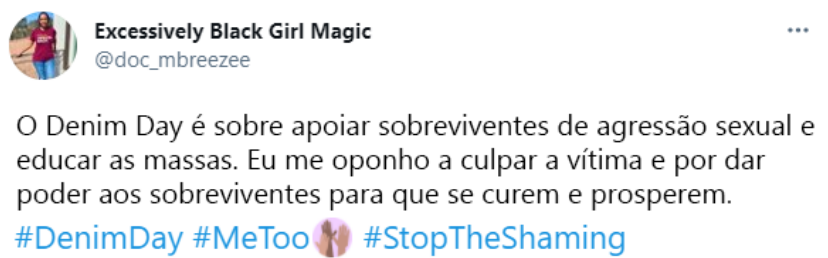 Excessively Black Girl Magic
@doc_mbreezee
O Denim Day é sobre apoiar sobreviventes de agressão sexual e
educar as massas. Eu me oponho a culpar a vítima e por dar
poder aos sobreviventes para que se curem e prosperem.
#DenimDay #MeToo #StopTheShaming